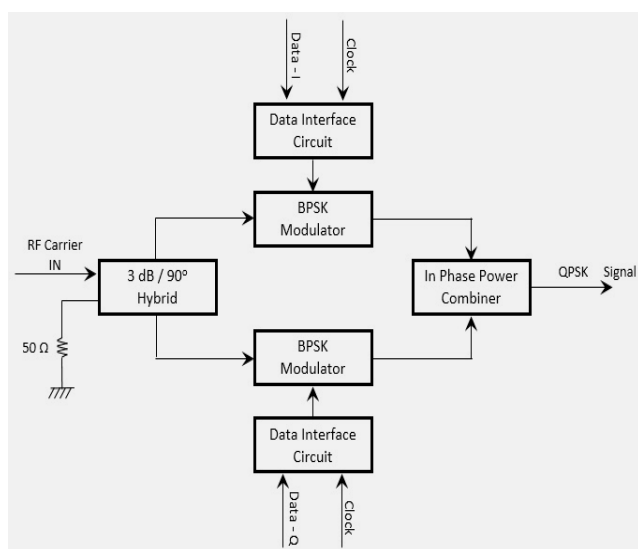 Data - I
Clock
Data Interface
Circuit
BPSK
Modulator
RF Carrier
IN
3 dB / 90º
Hybrid
In Phase Power
Combiner
QPSK Signal
50 Ω
BPSK
Modulator
Data Interface
Circuit
Data - Q
Clock